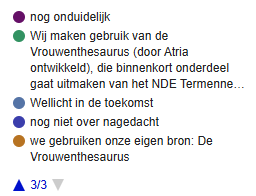 nog onduidelijk
Wij maken gebruik van de
Vrouwenthesaurus (door Atria
ontwikkeld), die binnenkort onderdeel
gaat uitmaken van het NDE Termenne…
Wellicht in de toekomst
nog niet over nagedacht
we gebruiken onze eigen bron: De
Vrouwenthesaurus
3/3